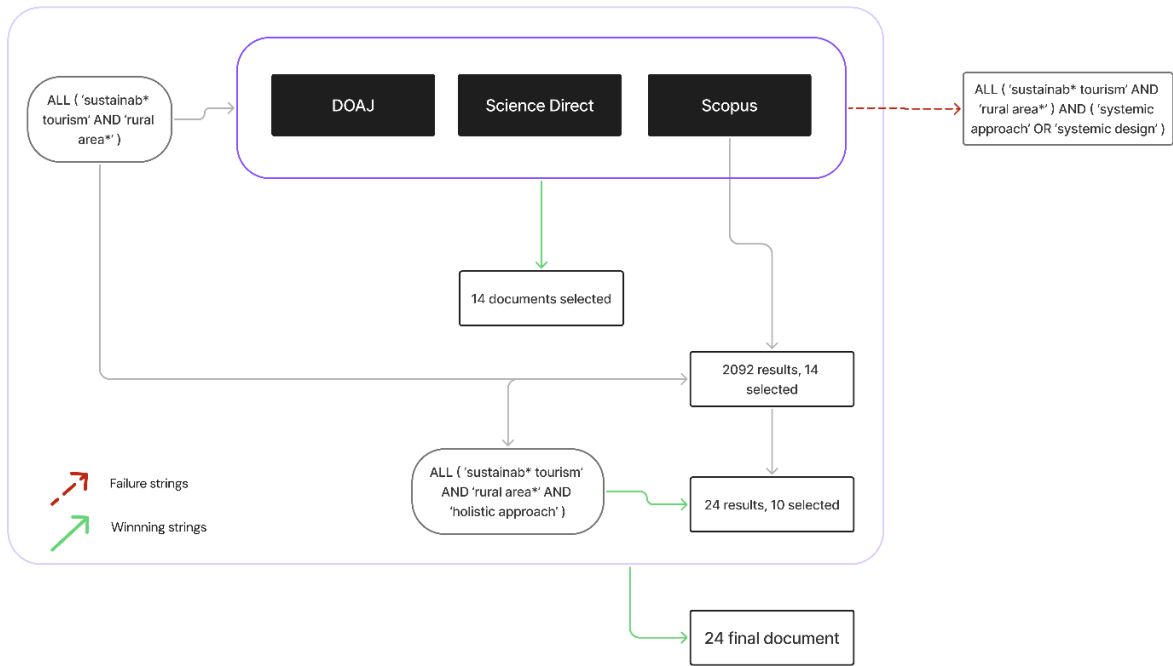 ALL ( ‘sustainab*
tourism’ AND ‘rural
area*’ )
DOAJ
Science Direct
Scopus
ALL ( ‘sustainab* tourism’ AND
‘rural area*’ ) AND ( ‘systemic
approach’ OR ‘systemic design’ )
14 documents selected
2092 results, 14
selected
ALL ( ‘sustainab* tourism’
AND ‘rural area*’ AND
‘holistic approach’ )
24 results, 10 selected
Failure strings
Winnning strings
24 final document